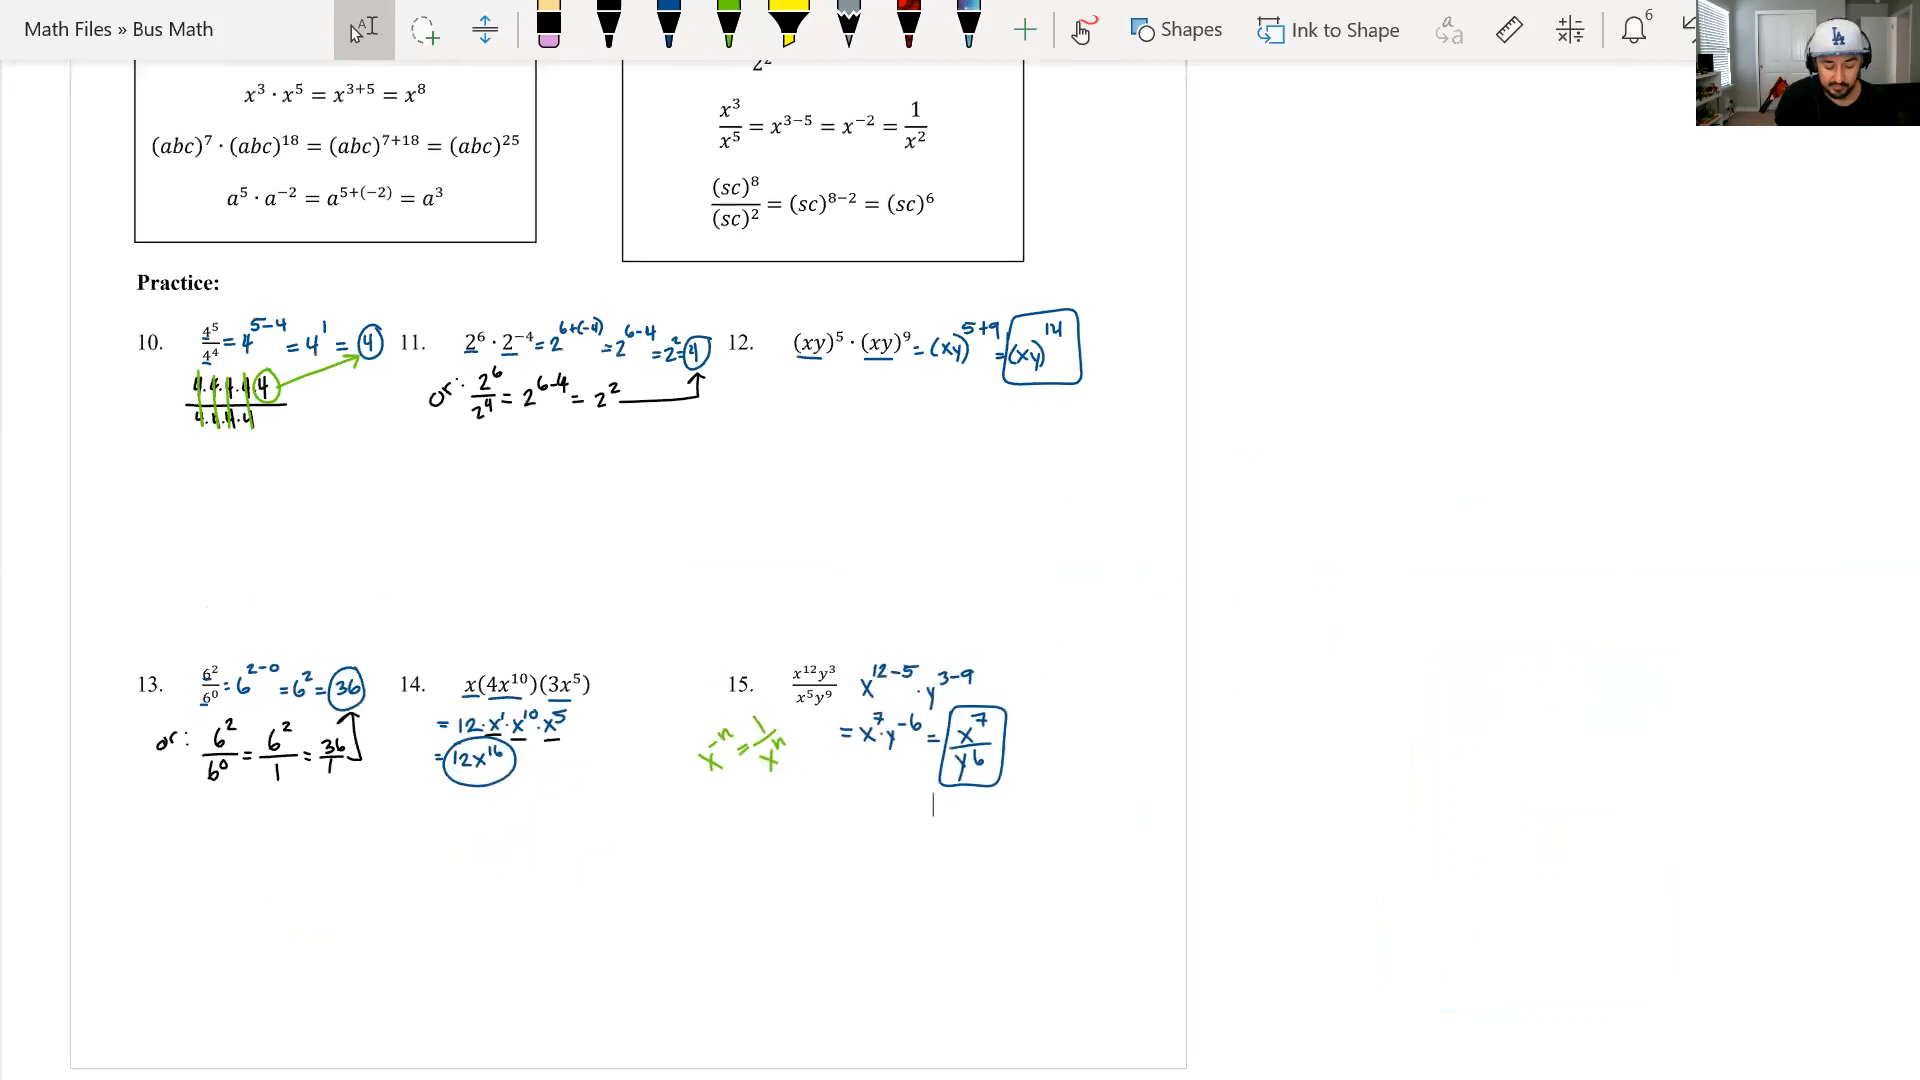 Math Files » Bus Math
Shapes
Ink to Shape
6
LA
x³ · x⁵ = x³⁺⁵ = x⁸
(abc)⁷ · (abc)¹⁸ = (abc)⁷⁺¹⁸ = (abc)²⁵
a⁵ · a⁻² = a⁵⁺⁽⁻²⁾ = a³
x³/x⁵ = x³⁻⁵ = x⁻² = 1/x²
(sc)⁸/(sc)² = (sc)⁸⁻² = (sc)⁶
Practice:
10. 4⁵/4⁴ = 4⁵⁻⁴ = 4¹ = 4
4·4·4·4·4
4·4·4·4
11. 2⁶ · 2⁻⁴ = 2⁶⁺⁽⁻⁴⁾ = 2⁶⁻⁴ = 2² = 4
or: 2⁶/2⁴ = 2⁶⁻⁴ = 2²
12. (xy)⁵ · (xy)⁹ = (xy)⁵⁺⁹ = (xy)¹⁴
13. 6²/6⁰ = 6²⁻⁰ = 6² = 36
or: 6²/6⁰ = 6²/1 = 36/1
14. x(4x¹⁰)(3x⁵)
= 12 · x¹ · x¹⁰ · x⁵
= 12x¹⁶
15. x¹²y³/x⁵y⁹ x¹²⁻⁵ · y³⁻⁹
= x⁷ · y⁻⁶ = x⁷/y⁶
x⁻ⁿ = 1/xⁿ